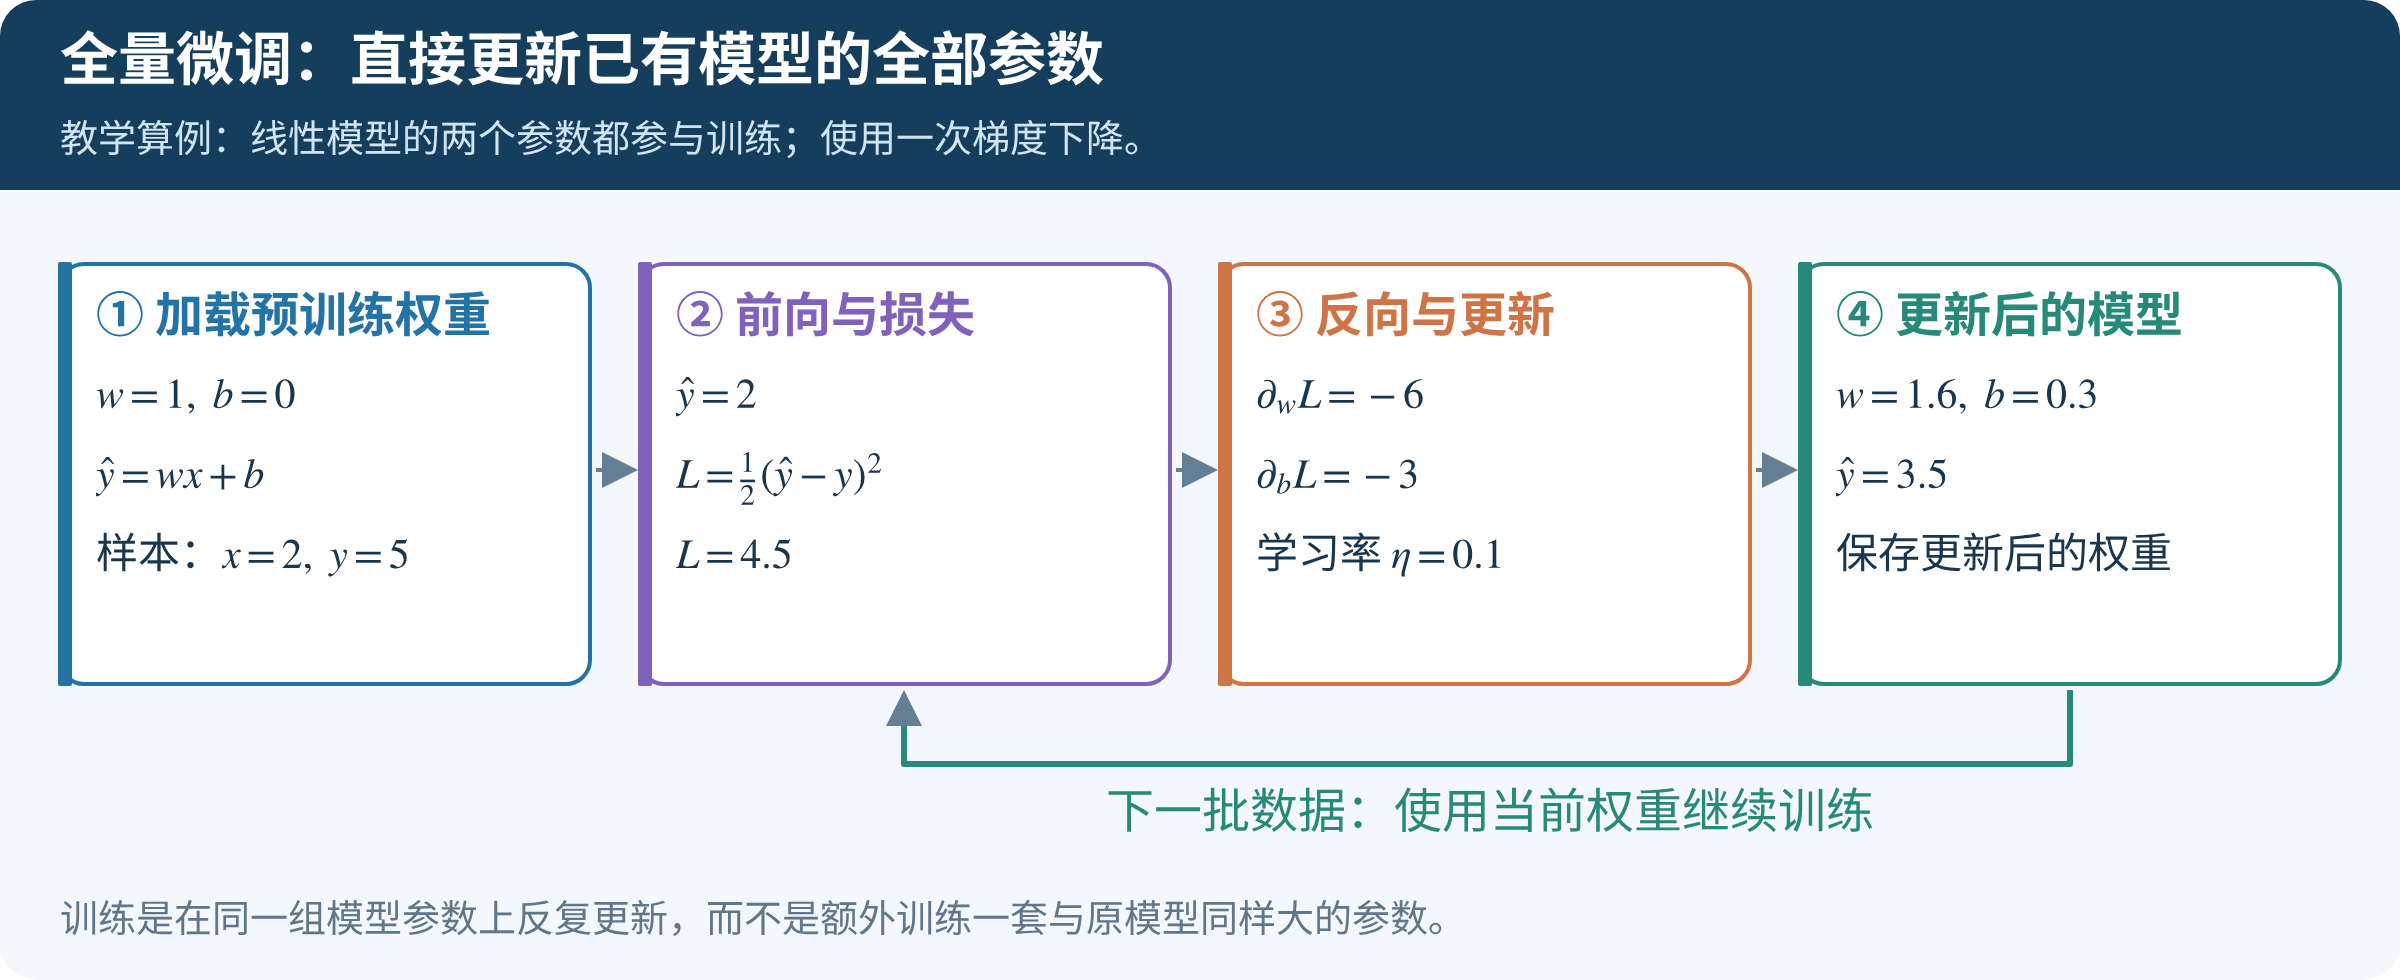 全量微调：直接更新已有模型的全部参数
教学算例：线性模型的两个参数都参与训练；使用一次梯度下降。
① 加载预训练权重
w = 1, b = 0
ŷ = wx + b
样本：x = 2, y = 5
② 前向与损失
ŷ = 2
L = 1/2 (ŷ − y)²
L = 4.5
③ 反向与更新
∂_w L = − 6
∂_b L = − 3
学习率 η = 0.1
④ 更新后的模型
w = 1.6, b = 0.3
ŷ = 3.5
保存更新后的权重
下一批数据：使用当前权重继续训练
训练是在同一组模型参数上反复更新，而不是额外训练一套与原模型同样大的参数。